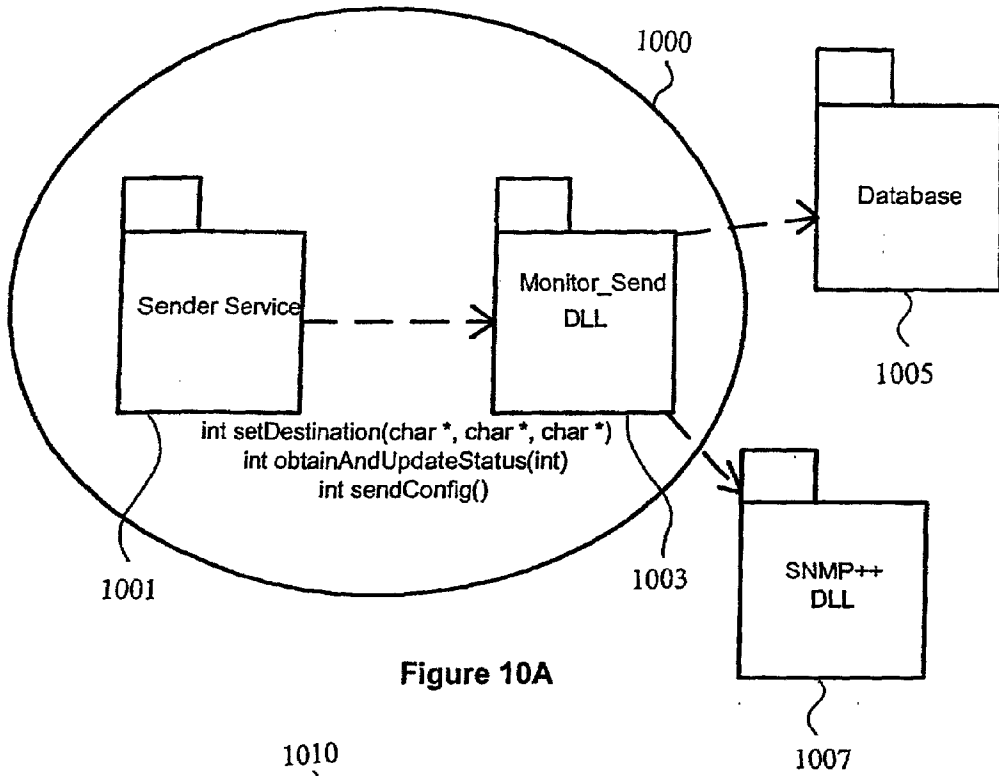 1000
Database
Sender Service
Monitor_Send
DLL
1005
int setDestination(char *, char *, char *)
int obtainAndUpdateStatus(int)
int sendConfig()
1001
1003
SNMP++
DLL
Figure 10A
1007
1010